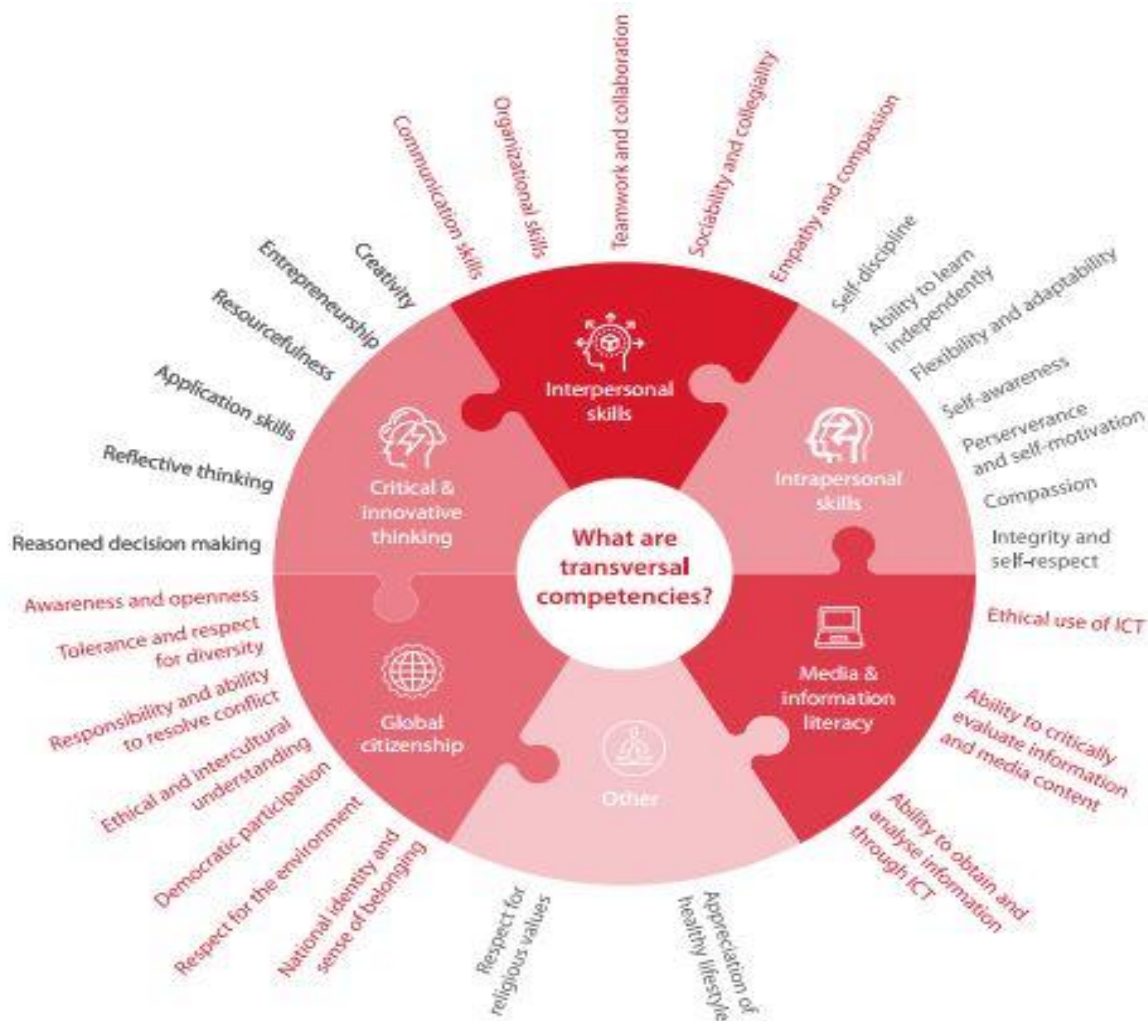 What are
transversal
competencies?
Interpersonal
skills
Communication skills
Organizational skills
Teamwork and collaboration
Sociability and collegiality
Empathy and compassion
Intrapersonal
skills
Self-discipline
Ability to learn
independently
Flexibility and adaptability
Self-awareness
Perserverance
and self-motivation
Compassion
Integrity and
self-respect
Media &
information
literacy
Ethical use of ICT
Ability to critically
evaluate information
and media content
Ability to obtain and
analyse information
through ICT
Other
Appreciation of
healthy lifestyle
Respect for
religious values
Global
citizenship
National identity and
sense of belonging
Respect for the environment
Democratic participation
Ethical and intercultural
understanding
Responsibility and ability
to resolve conflict
Tolerance and respect
for diversity
Awareness and openness
Critical &
innovative
thinking
Reasoned decision making
Reflective thinking
Application skills
Resourcefulness
Entrepreneurship
Creativity